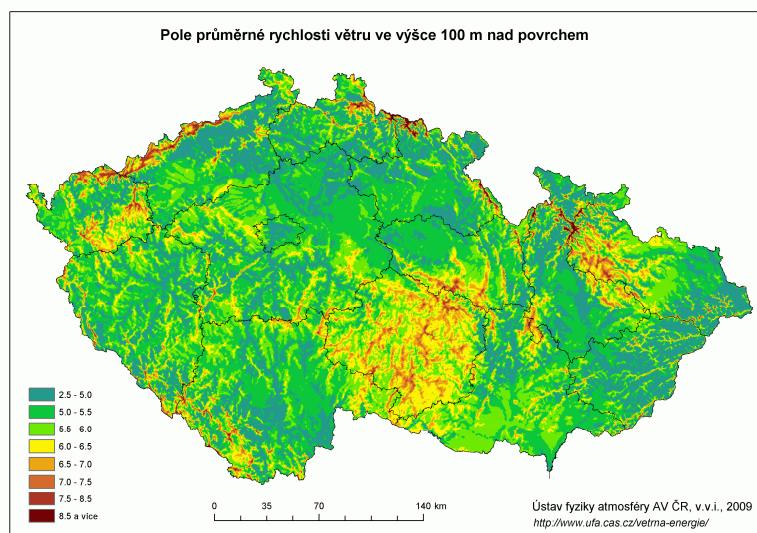 Pole průměrné rychlosti větru ve výšce 100 m nad povrchem
2.5 - 5.0
5.0 - 5.5
6.6 6.0
6.0 - 6.5
6.5 - 7.0
7.0 - 7.5
7.5 - 8.5
8.5 a více
0 35 70 140 km
Ústav fyziky atmosféry AV ČR, v.v.i., 2009
http://www.ufa.cas.cz/vetrna-energie/